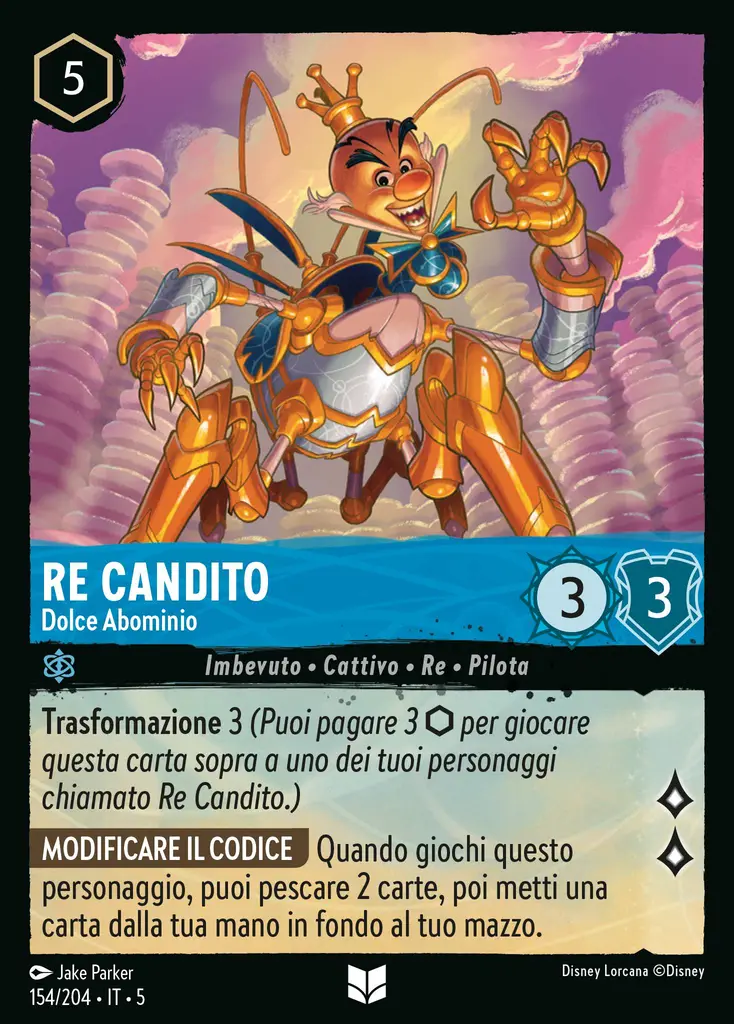 5
RE CANDITO
Dolce Abominio
3
3
Imbevuto • Cattivo • Re • Pilota
Trasformazione 3 (Puoi pagare 3 ⬡ per giocare
questa carta sopra a uno dei tuoi personaggi
chiamato Re Candito.)
MODIFICARE IL CODICE Quando giochi questo
personaggio, puoi pescare 2 carte, poi metti una
carta dalla tua mano in fondo al tuo mazzo.
Jake Parker
Disney Lorcana ©Disney
154/204 • IT • 5